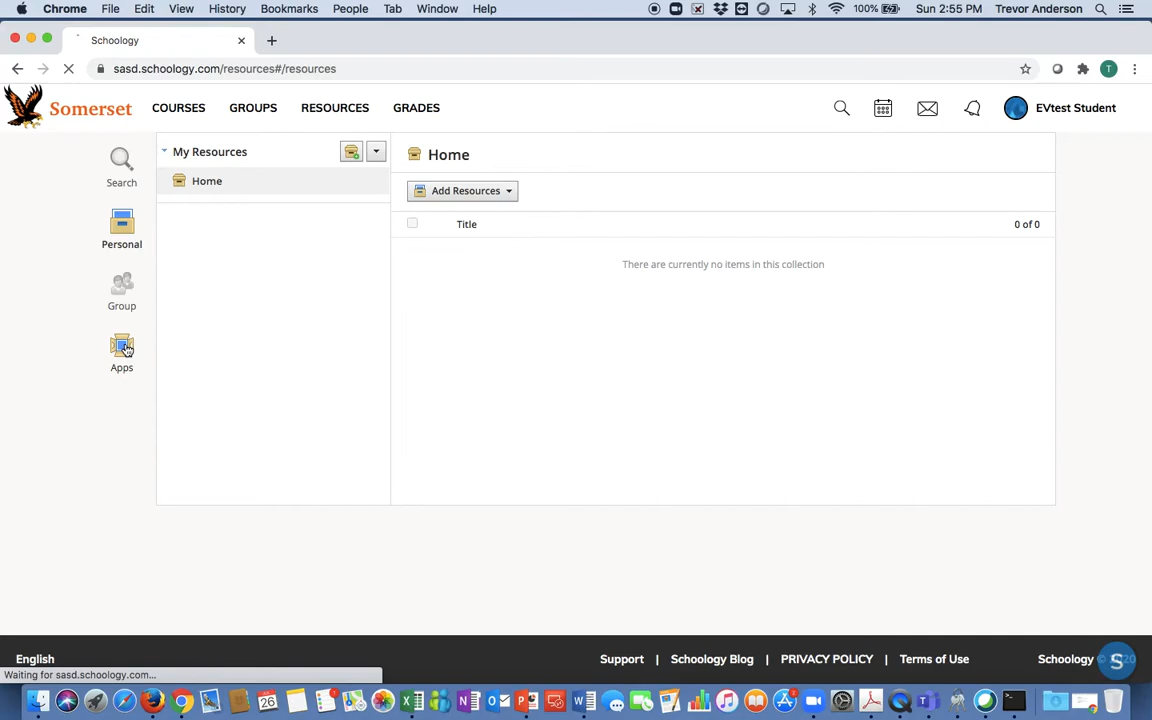 Chrome File Edit View History Bookmarks People Tab Window Help 100% Sun 2:55 PM Trevor Anderson
Schoology
sasd.schoology.com/resources#/resources
T
Somerset COURSES GROUPS RESOURCES GRADES EVtest Student
Search
Personal
Group
Apps
My Resources
Home
Home
Add Resources
Title 0 of 0
There are currently no items in this collection
English Support | Schoology Blog | PRIVACY POLICY | Terms of Use Schoology © 2020
S
Waiting for sasd.schoology.com...
26